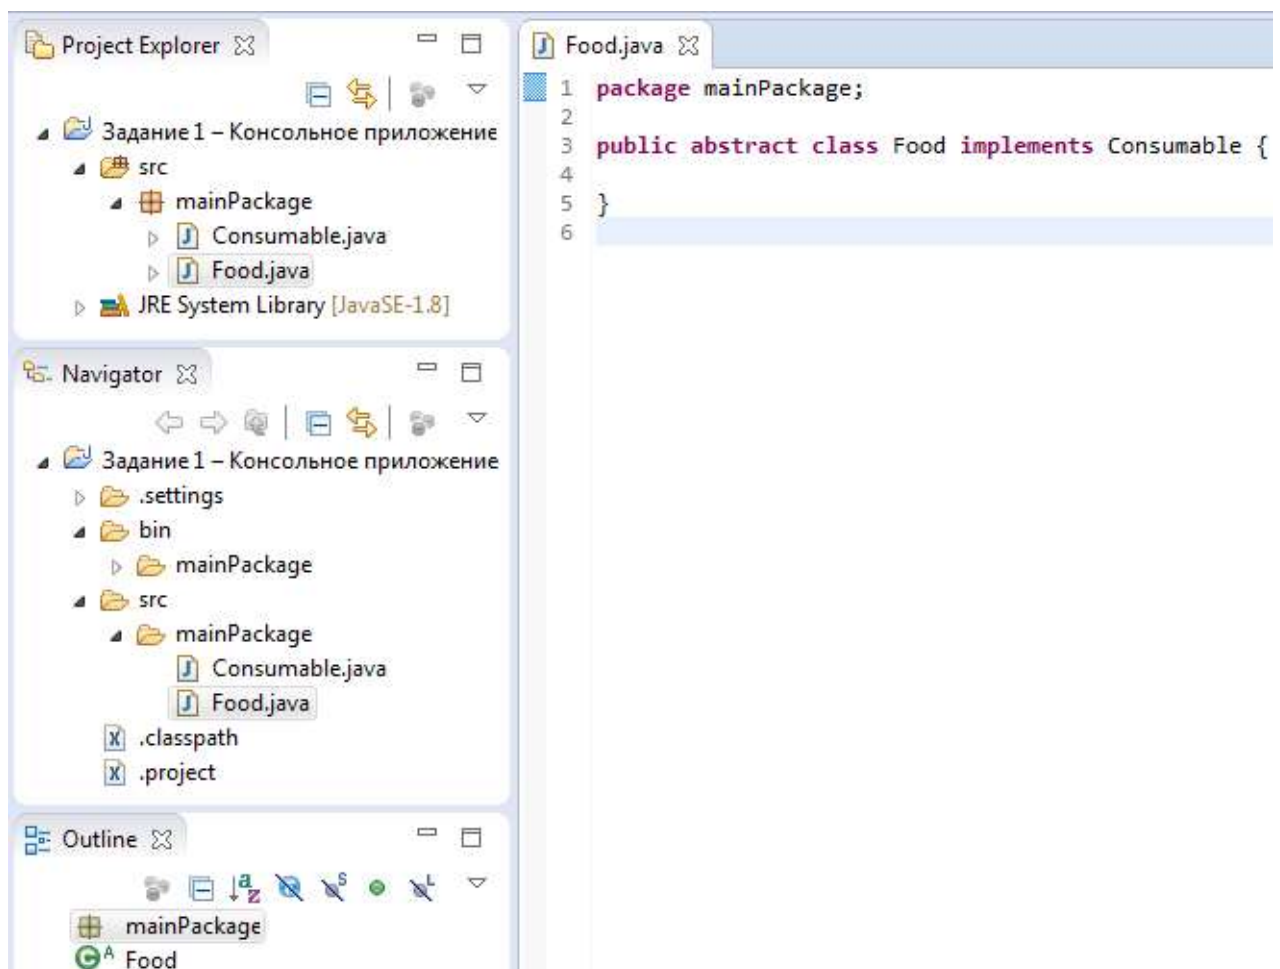 Project Explorer
Задание 1 – Консольное приложение
src
mainPackage
Consumable.java
Food.java
JRE System Library [JavaSE-1.8]
Navigator
Задание 1 – Консольное приложение
.settings
bin
mainPackage
src
mainPackage
Consumable.java
Food.java
.classpath
.project
Outline
mainPackage
Food
Food.java
1 package mainPackage;
2
3 public abstract class Food implements Consumable {
4
5 }
6